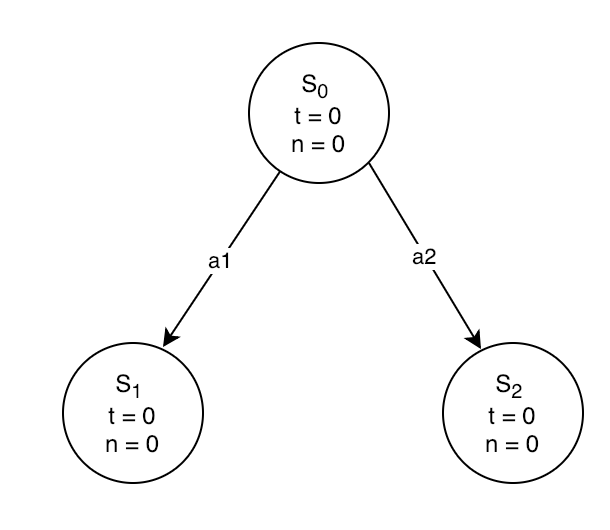 S₀
t = 0
n = 0
a1
a2
S₁
t = 0
n = 0
S₂
t = 0
n = 0